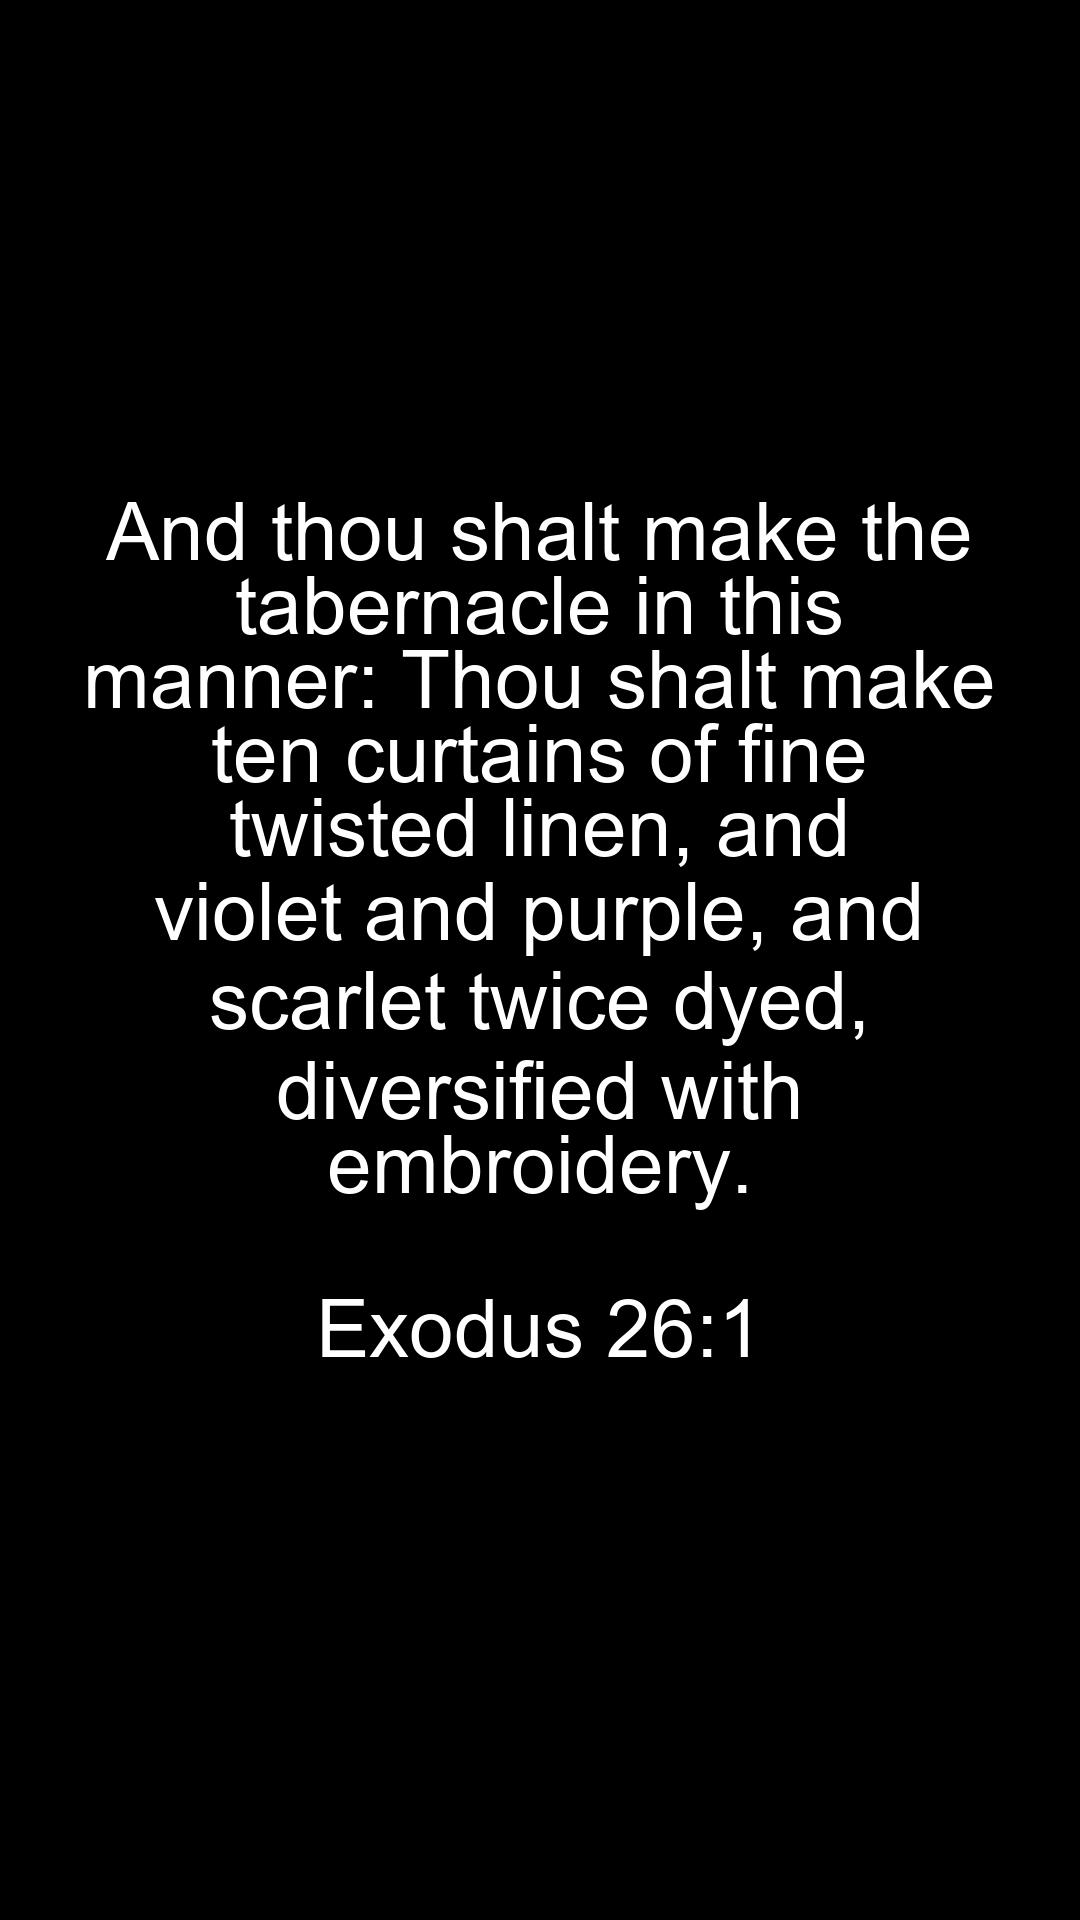 And thou shalt make the
tabernacle in this
manner: Thou shalt make
ten curtains of fine
twisted linen, and
violet and purple, and
scarlet twice dyed,
diversified with
embroidery.
Exodus 26:1